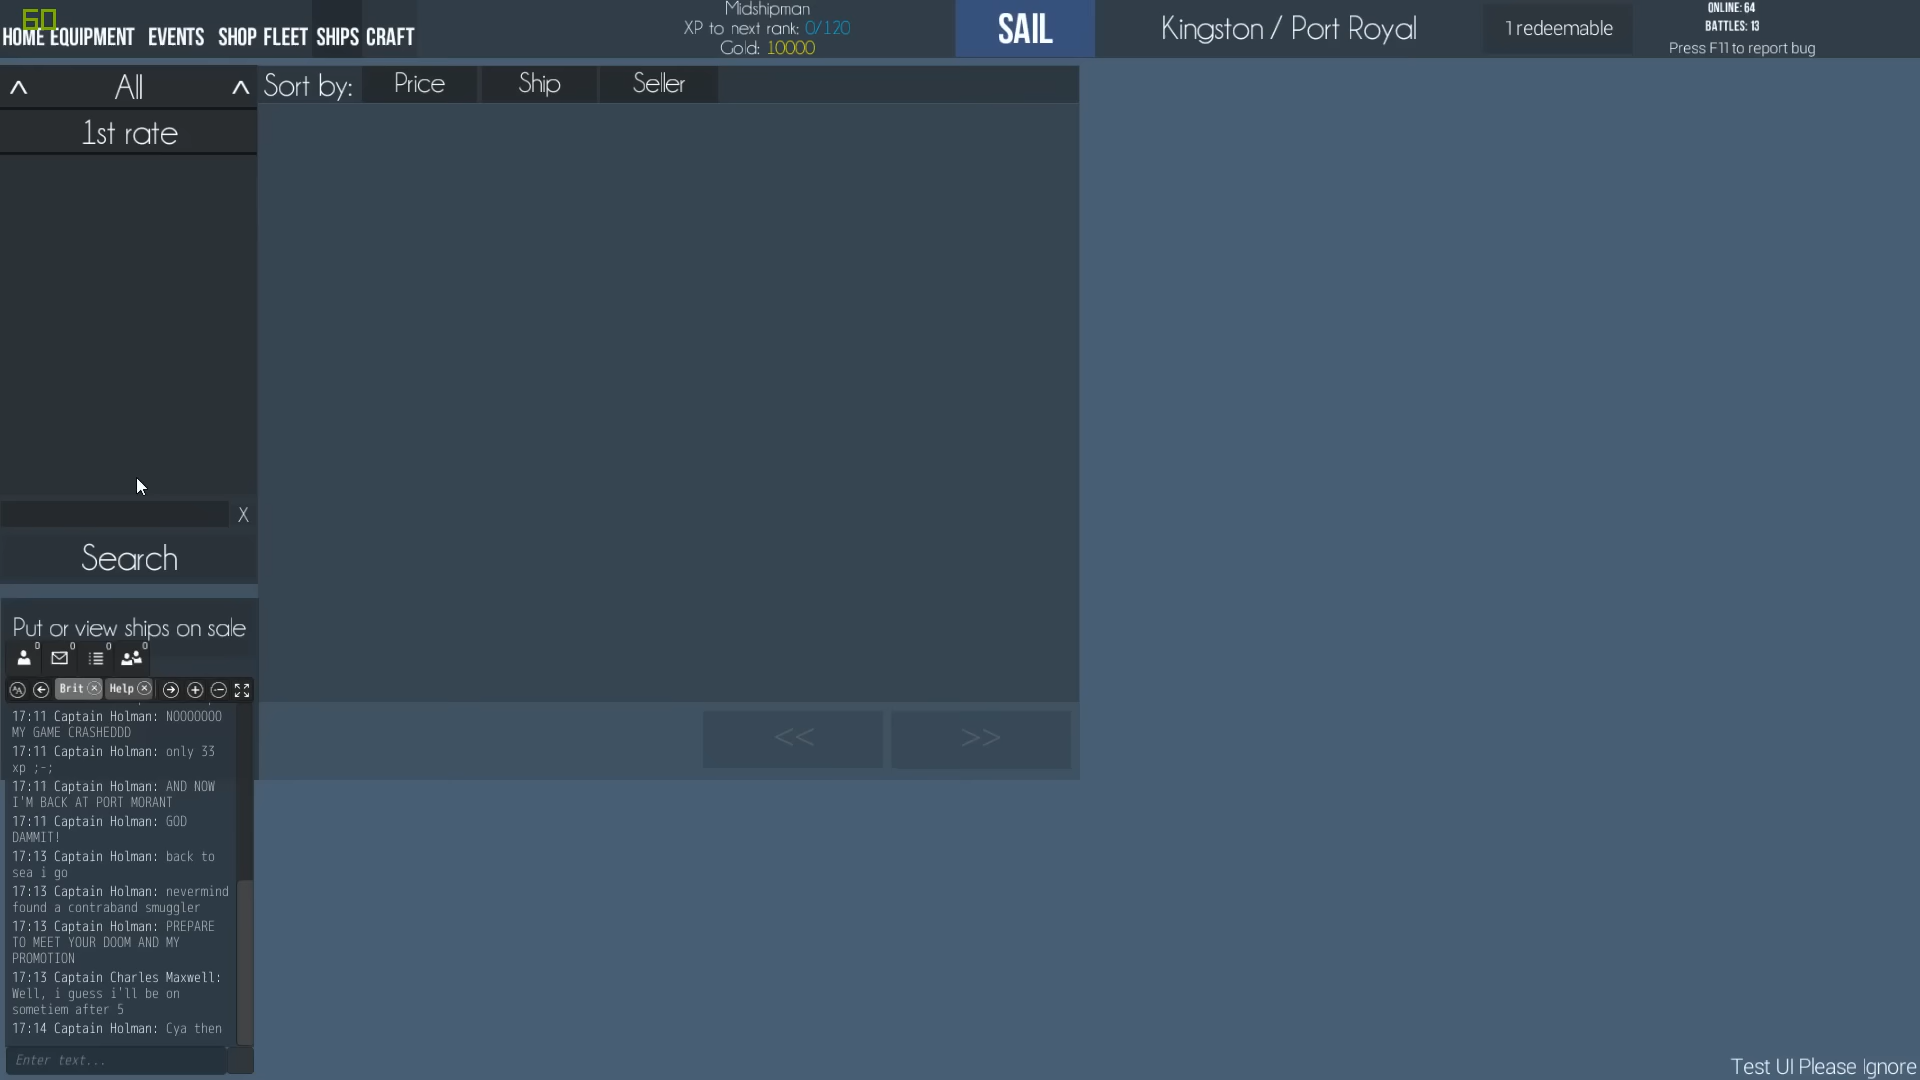 60
HOME EQUIPMENT EVENTS SHOP FLEET SHIPS CRAFT
Midshipman
XP to next rank: 0/120
Gold: 10000
SAIL
Kingston / Port Royal
1 redeemable
ONLINE: 64
BATTLES: 13
Press F11 to report bug
^ All ^
1st rate
Sort by: Price Ship Seller
X
Search
Put or view ships on sale
0 0 0 0
Brit Help
17:11 Captain Holman: NOOOOOOO
MY GAME CRASHEDDD
17:11 Captain Holman: only 33
xp ;-;
17:11 Captain Holman: AND NOW
I'M BACK AT PORT MORANT
17:11 Captain Holman: GOD
DAMMIT!
17:13 Captain Holman: back to
sea i go
17:13 Captain Holman: nevermind
found a contraband smuggler
17:13 Captain Holman: PREPARE
TO MEET YOUR DOOM AND MY
PROMOTION
17:13 Captain Charles Maxwell:
Well, i guess i'll be on
sometiem after 5
17:14 Captain Holman: Cya then
Enter text...
<< >>
Test UI Please Ignore